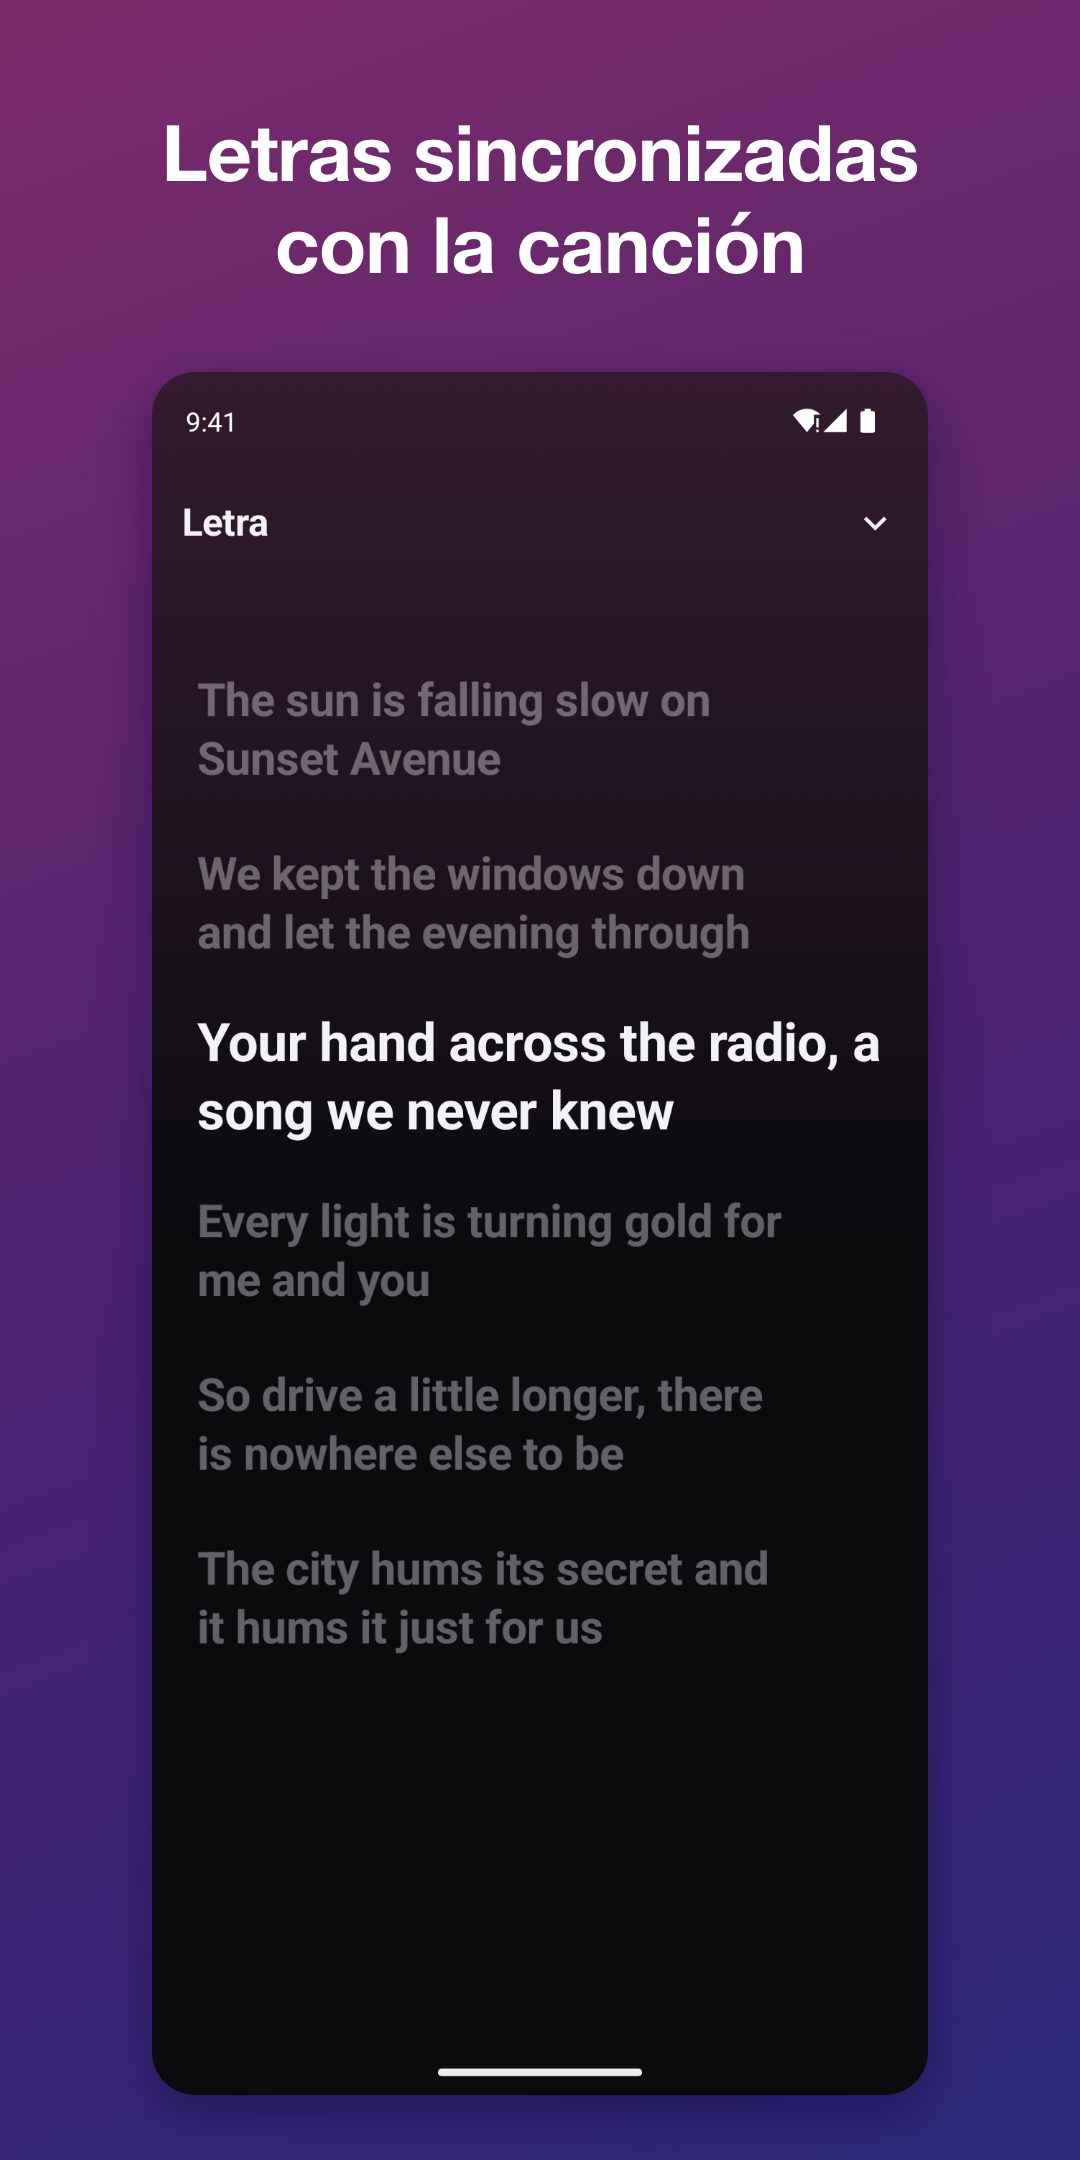 Letras sincronizadas
con la canción
9:41
Letra
The sun is falling slow on
Sunset Avenue
We kept the windows down
and let the evening through
Your hand across the radio, a
song we never knew
Every light is turning gold for
me and you
So drive a little longer, there
is nowhere else to be
The city hums its secret and
it hums it just for us